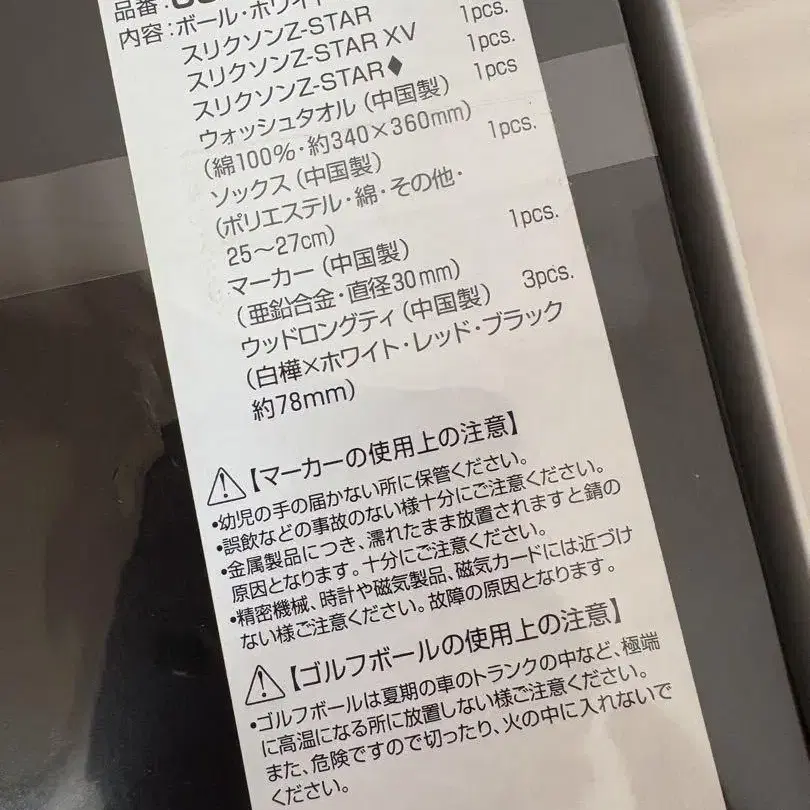 品番:
内容:ボール・ホワイト
スリクソンZ-STAR 1pcs.
スリクソンZ-STAR XV 1pcs.
スリクソンZ-STAR♦ 1pcs
ウォッシュタオル(中国製)
(綿100%・約340×360mm) 1pcs.
ソックス(中国製)
(ポリエステル・綿・その他・
25〜27cm) 1pcs.
マーカー(中国製)
(亜鉛合金・直径30mm) 3pcs.
ウッドロングティ(中国製)
(白樺×ホワイト・レッド・ブラック
約78mm)
⚠【マーカーの使用上の注意】
•幼児の手の届かない所に保管ください。
•誤飲などの事故のない様十分にご注意ください。
•金属製品につき、濡れたまま放置されますと錆の
原因となります。十分にご注意ください。
•精密機械、時計や磁気製品、磁気カードには近づけ
ない様ご注意ください。故障の原因となります。
⚠【ゴルフボールの使用上の注意】
•ゴルフボールは夏期の車のトランクの中など、極端
に高温になる所に放置しない様ご注意ください。
また、危険ですので切ったり、火の中に入れないで
ください。